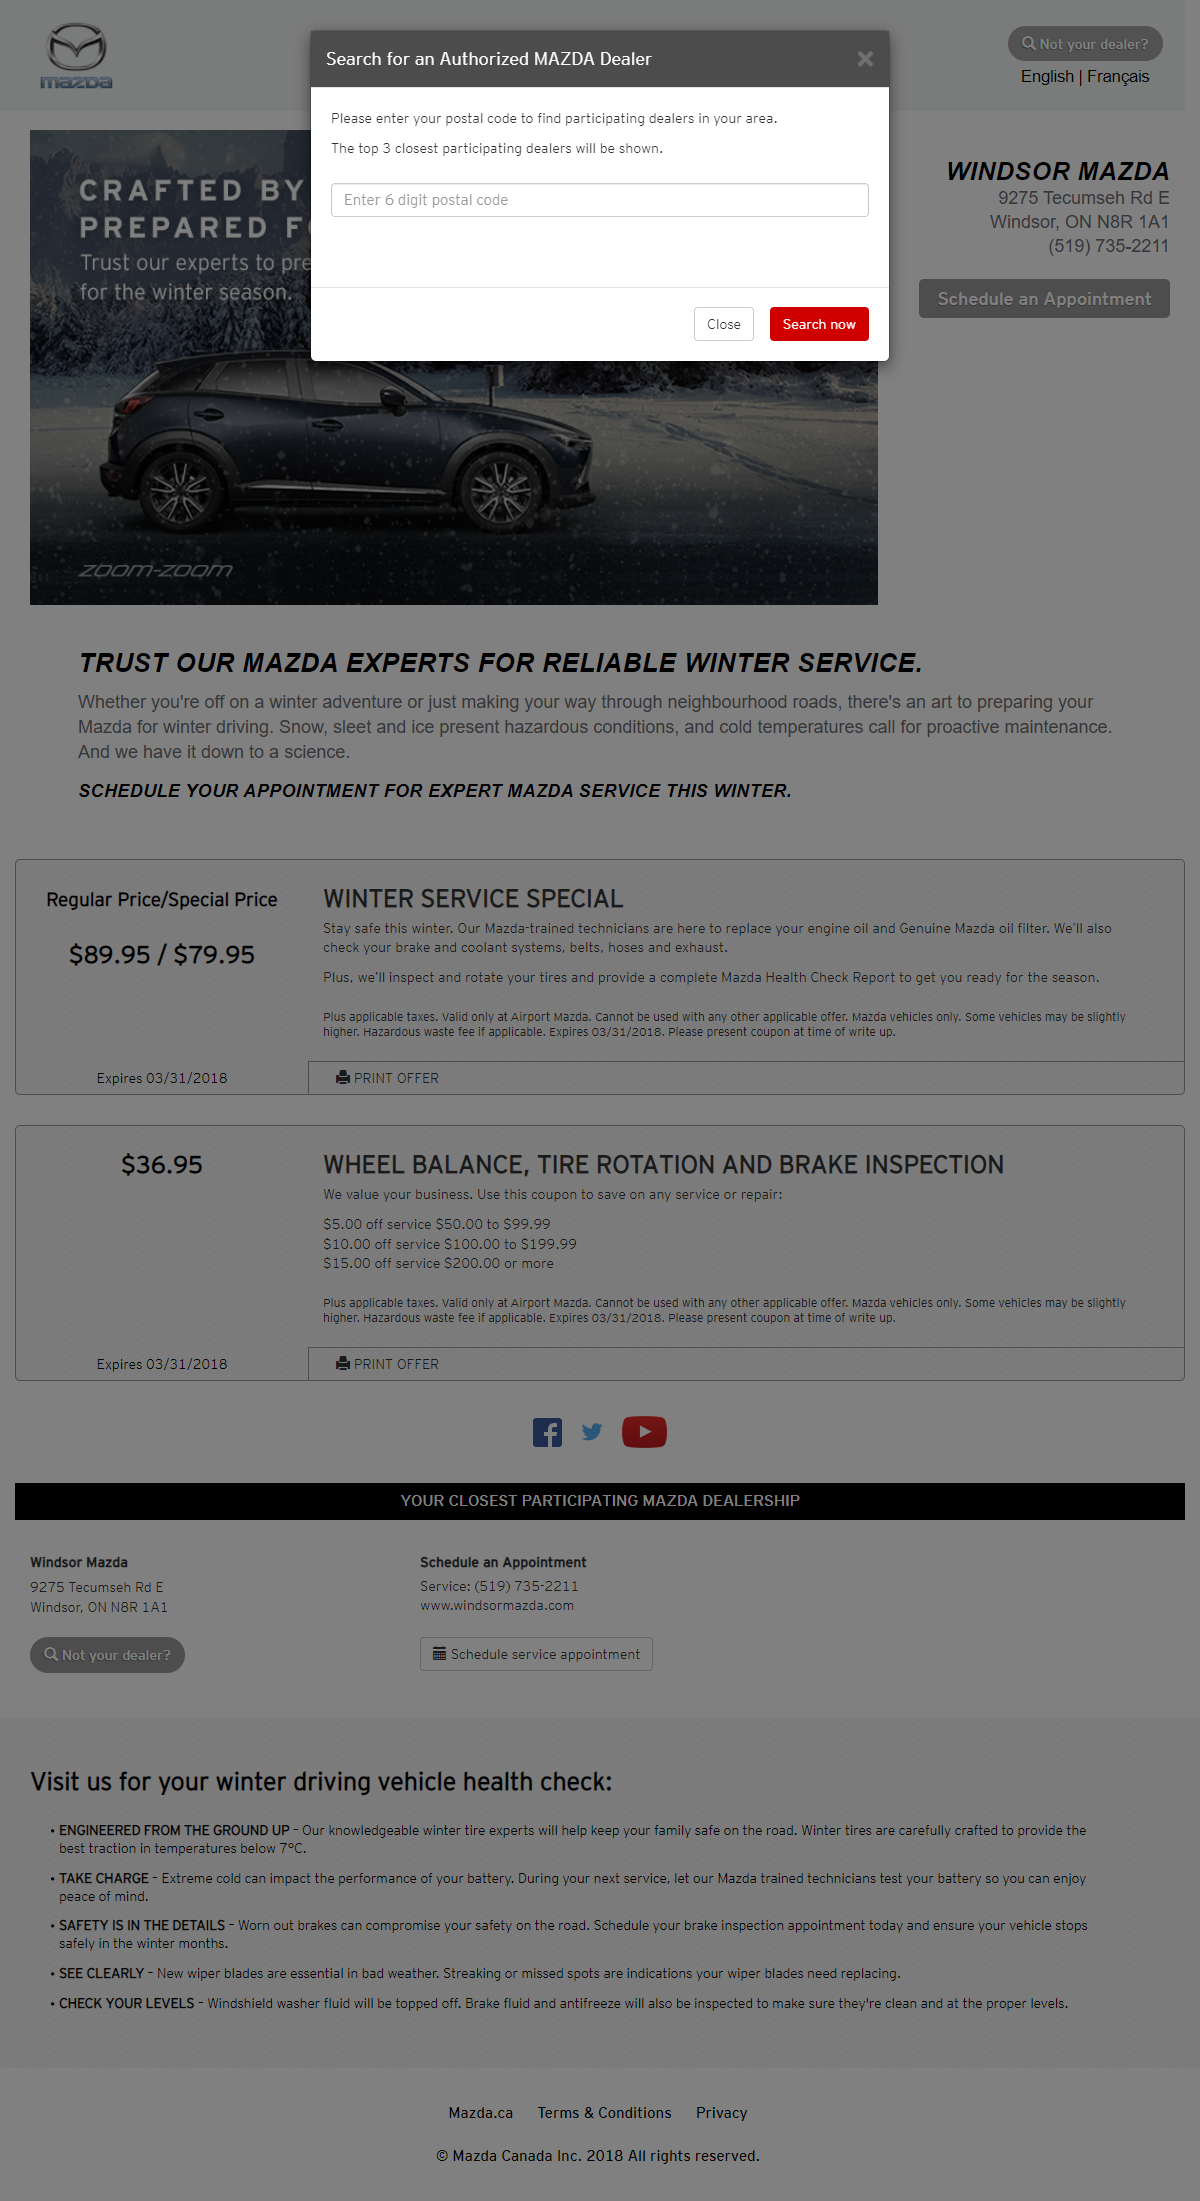 mazda
Search for an Authorized MAZDA Dealer
×
Not your dealer?
English | Français
Please enter your postal code to find participating dealers in your area.
The top 3 closest participating dealers will be shown.
Enter 6 digit postal code
Close
Search now
CRAFTED BY
PREPARED F
Trust our experts to pre
for the winter season.
zoom-zoom
WINDSOR MAZDA
9275 Tecumseh Rd E
Windsor, ON N8R 1A1
(519) 735-2211
Schedule an Appointment
TRUST OUR MAZDA EXPERTS FOR RELIABLE WINTER SERVICE.
Whether you're off on a winter adventure or just making your way through neighbourhood roads, there's an art to preparing your
Mazda for winter driving. Snow, sleet and ice present hazardous conditions, and cold temperatures call for proactive maintenance.
And we have it down to a science.
SCHEDULE YOUR APPOINTMENT FOR EXPERT MAZDA SERVICE THIS WINTER.
Regular Price/Special Price
$89.95 / $79.95
Expires 03/31/2018
WINTER SERVICE SPECIAL
Stay safe this winter. Our Mazda-trained technicians are here to replace your engine oil and Genuine Mazda oil filter. We'll also
check your brake and coolant systems, belts, hoses and exhaust.
Plus, we'll inspect and rotate your tires and provide a complete Mazda Health Check Report to get you ready for the season.
Plus applicable taxes. Valid only at Airport Mazda. Cannot be used with any other applicable offer. Mazda vehicles only. Some vehicles may be slightly
higher. Hazardous waste fee if applicable. Expires 03/31/2018. Please present coupon at time of write up.
PRINT OFFER
$36.95
Expires 03/31/2018
WHEEL BALANCE, TIRE ROTATION AND BRAKE INSPECTION
We value your business. Use this coupon to save on any service or repair:
$5.00 off service $50.00 to $99.99
$10.00 off service $100.00 to $199.99
$15.00 off service $200.00 or more
Plus applicable taxes. Valid only at Airport Mazda. Cannot be used with any other applicable offer. Mazda vehicles only. Some vehicles may be slightly
higher. Hazardous waste fee if applicable. Expires 03/31/2018. Please present coupon at time of write up.
PRINT OFFER
YOUR CLOSEST PARTICIPATING MAZDA DEALERSHIP
Windsor Mazda
9275 Tecumseh Rd E
Windsor, ON N8R 1A1
Not your dealer?
Schedule an Appointment
Service: (519) 735-2211
www.windsormazda.com
Schedule service appointment
Visit us for your winter driving vehicle health check:
• ENGINEERED FROM THE GROUND UP – Our knowledgeable winter tire experts will help keep your family safe on the road. Winter tires are carefully crafted to provide the
best traction in temperatures below 7°C.
• TAKE CHARGE – Extreme cold can impact the performance of your battery. During your next service, let our Mazda trained technicians test your battery so you can enjoy
peace of mind.
• SAFETY IS IN THE DETAILS – Worn out brakes can compromise your safety on the road. Schedule your brake inspection appointment today and ensure your vehicle stops
safely in the winter months.
• SEE CLEARLY – New wiper blades are essential in bad weather. Streaking or missed spots are indications your wiper blades need replacing.
• CHECK YOUR LEVELS – Windshield washer fluid will be topped off. Brake fluid and antifreeze will also be inspected to make sure they're clean and at the proper levels.
Mazda.ca Terms & Conditions Privacy
© Mazda Canada Inc. 2018 All rights reserved.